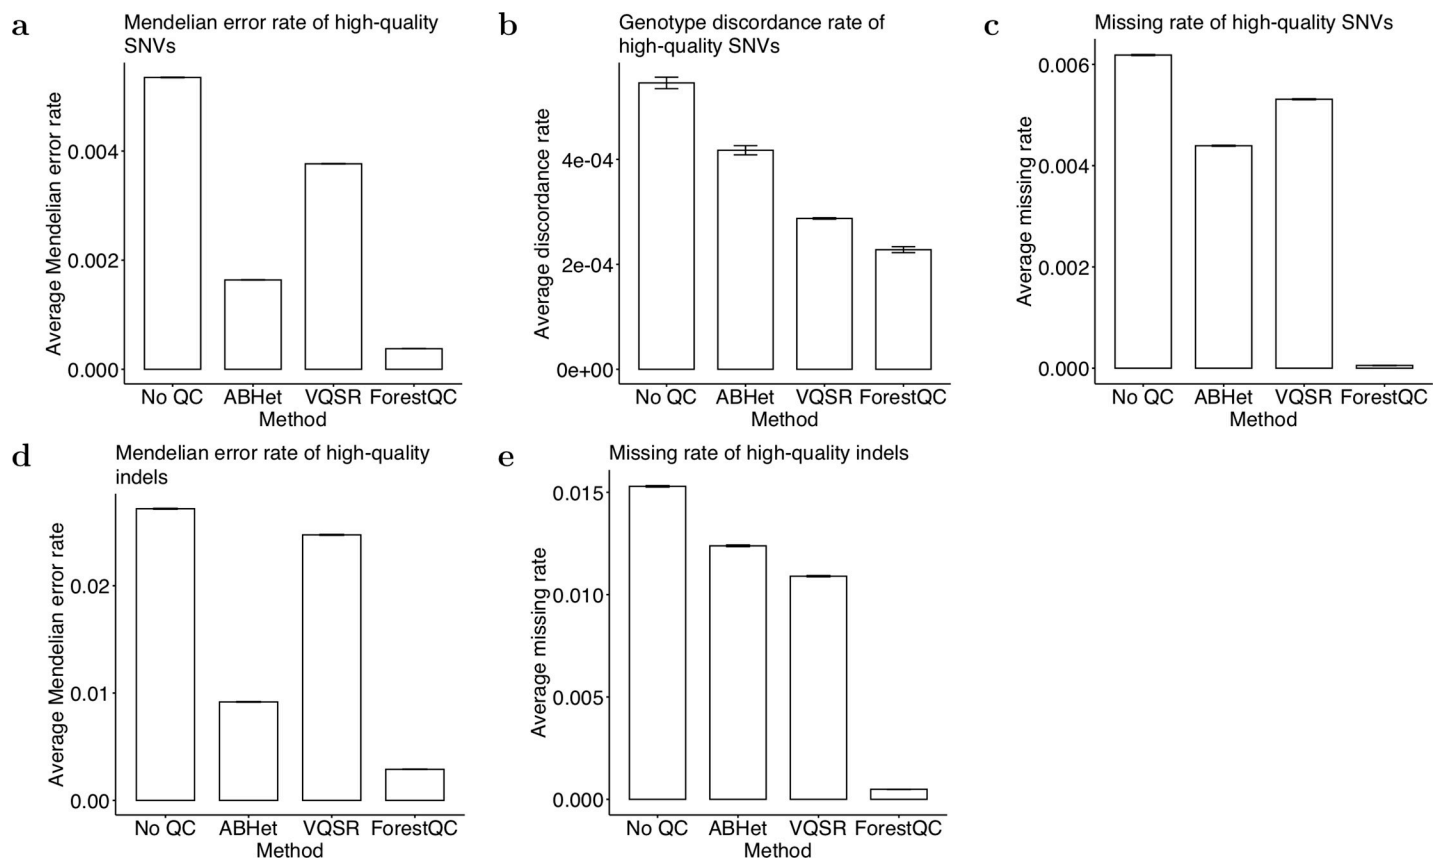 a
Mendelian error rate of high-quality
SNVs
Average Mendelian error rate
0.004
0.002
0.000
No QC ABHet VQSR ForestQC
Method
b
Genotype discordance rate of
high-quality SNVs
Average discordance rate
4e-04
2e-04
0e+00
No QC ABHet VQSR ForestQC
Method
c
Missing rate of high-quality SNVs
Average missing rate
0.006
0.004
0.002
0.000
No QC ABHet VQSR ForestQC
Method
d
Mendelian error rate of high-quality
indels
Average Mendelian error rate
0.02
0.01
0.00
No QC ABHet VQSR ForestQC
Method
e
Missing rate of high-quality indels
Average missing rate
0.015
0.010
0.005
0.000
No QC ABHet VQSR ForestQC
Method